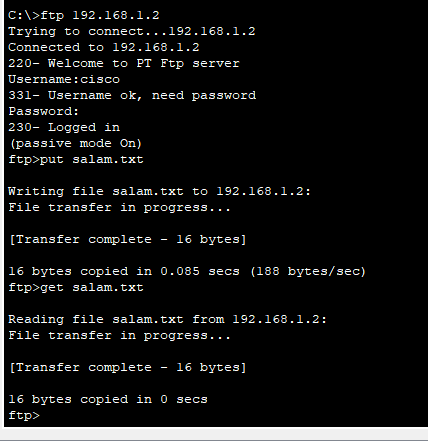 C:\>ftp 192.168.1.2
Trying to connect...192.168.1.2
Connected to 192.168.1.2
220- Welcome to PT Ftp server
Username:cisco
331- Username ok, need password
Password:
230- Logged in
(passive mode On)
ftp>put salam.txt
Writing file salam.txt to 192.168.1.2:
File transfer in progress...
[Transfer complete - 16 bytes]
16 bytes copied in 0.085 secs (188 bytes/sec)
ftp>get salam.txt
Reading file salam.txt from 192.168.1.2:
File transfer in progress...
[Transfer complete - 16 bytes]
16 bytes copied in 0 secs
ftp>